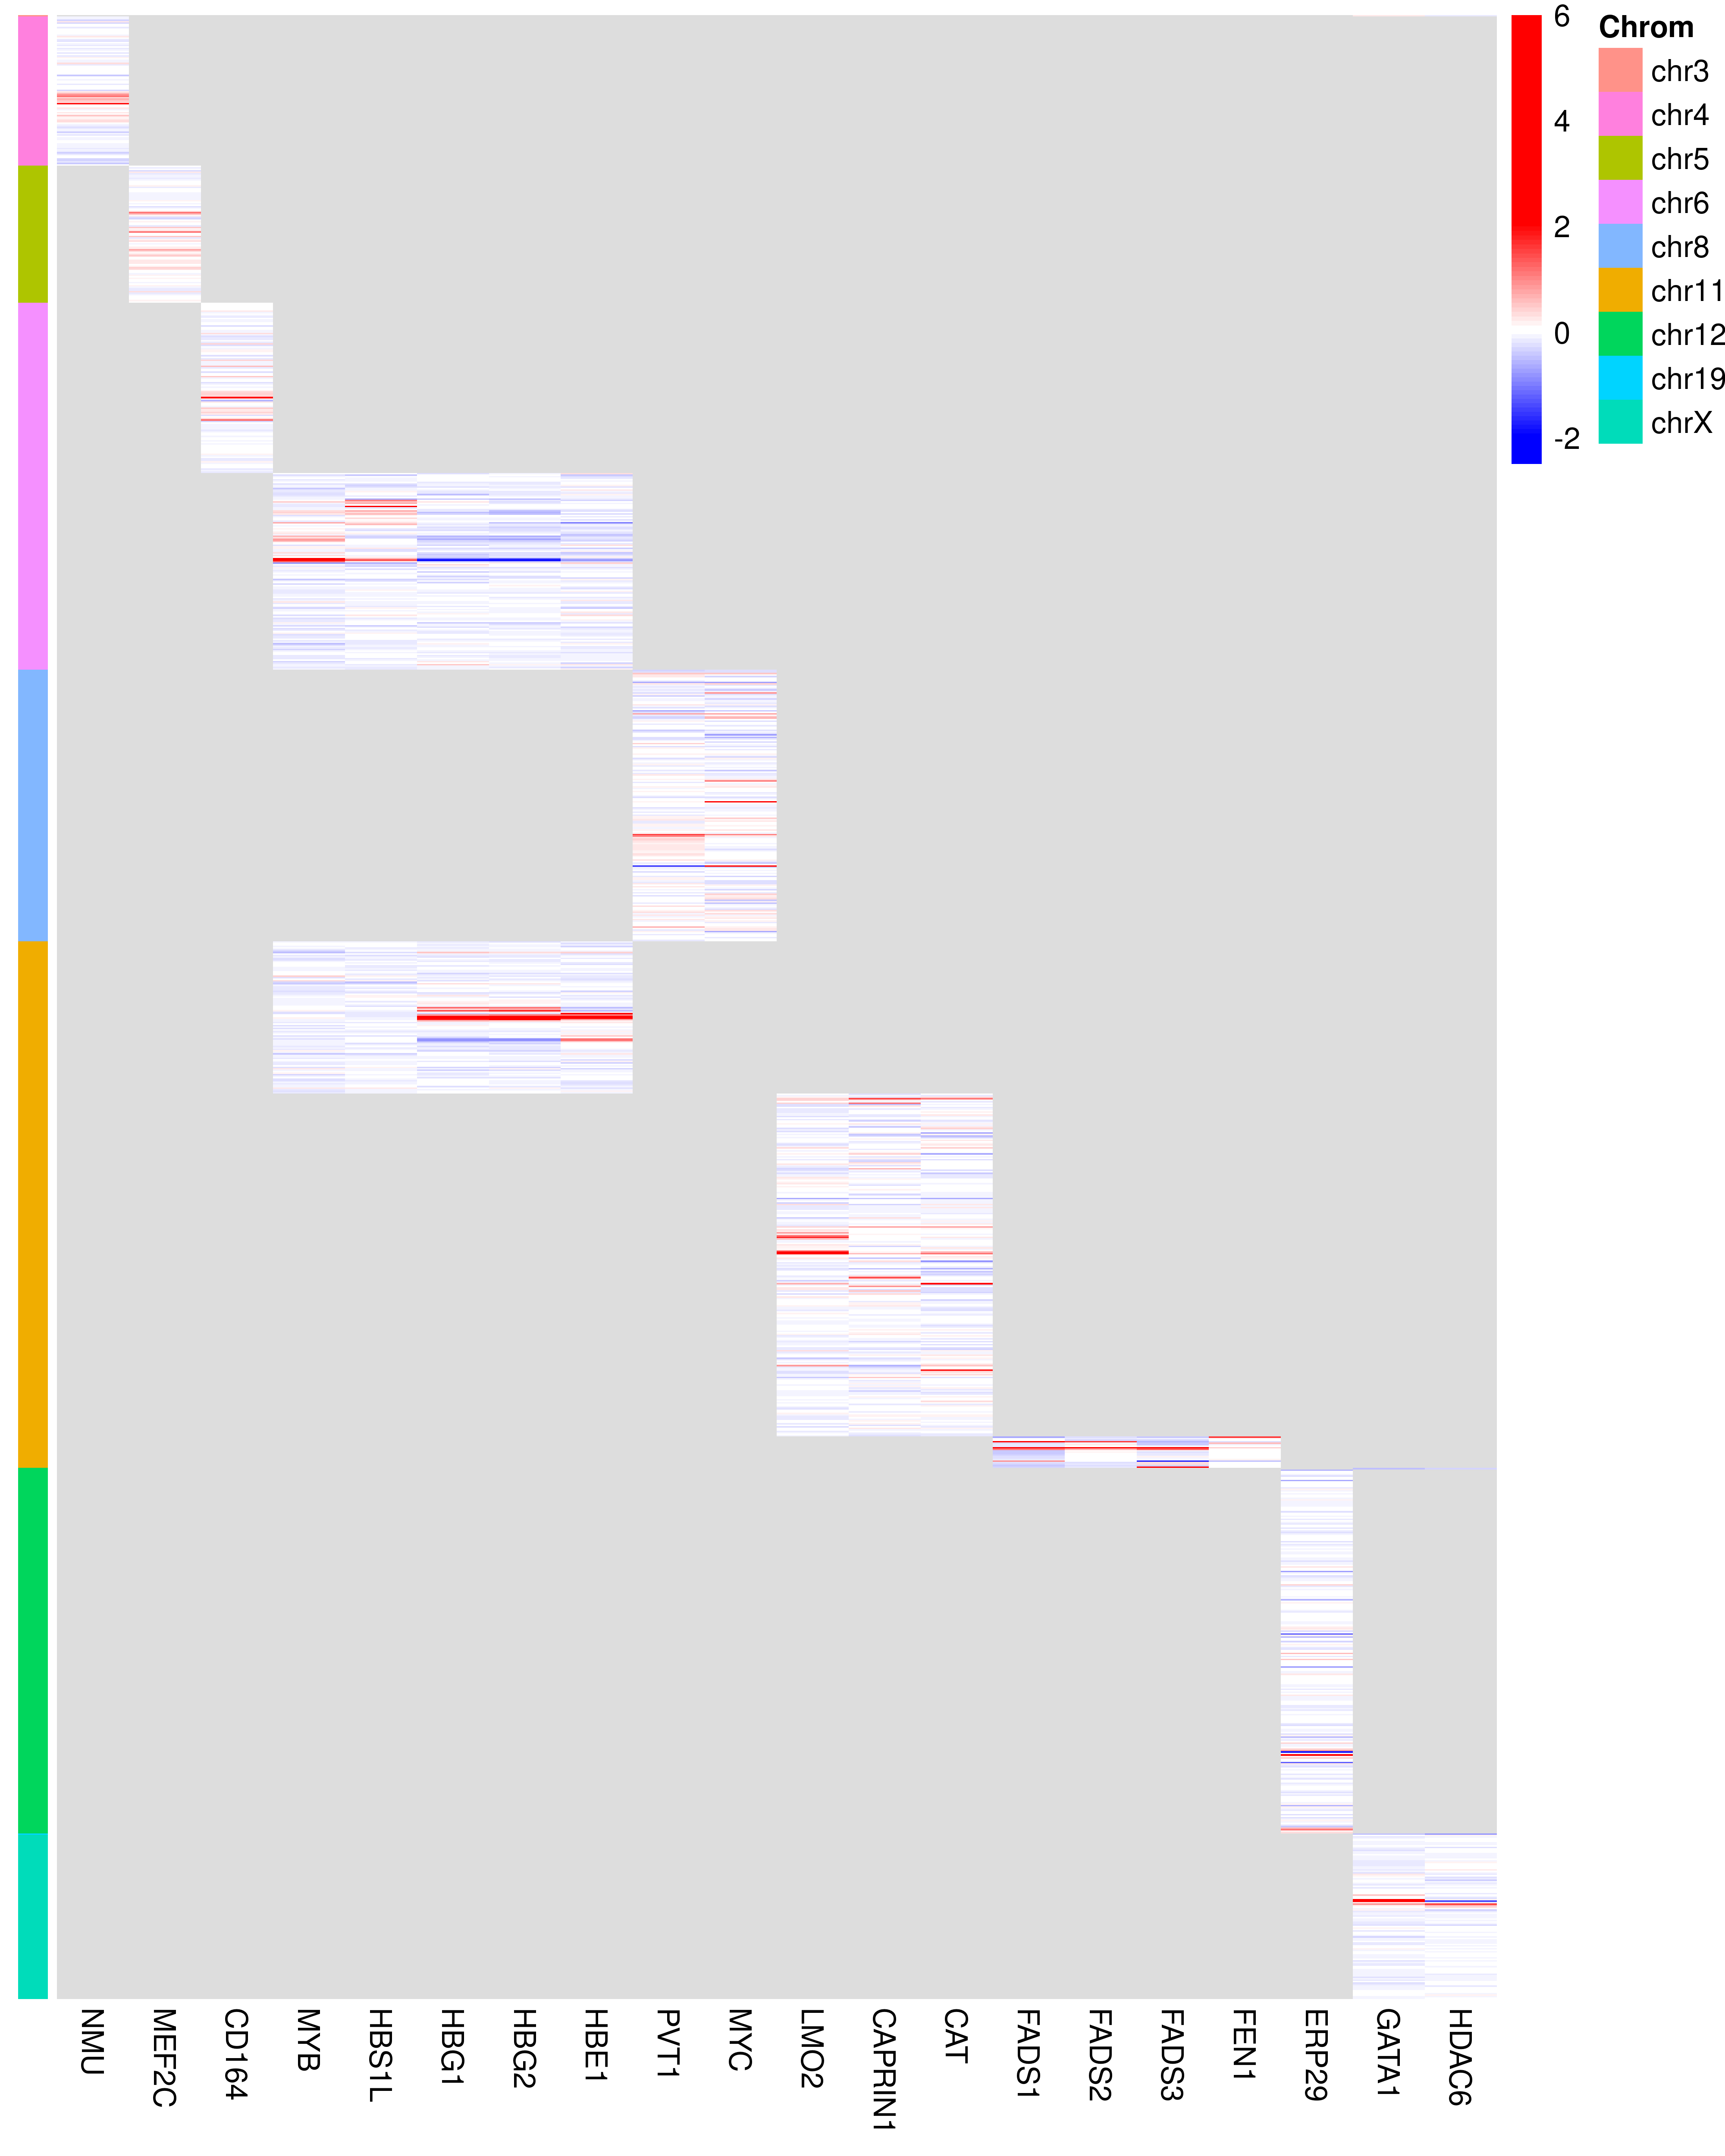 6
4
2
0
-2
Chrom
chr3
chr4
chr5
chr6
chr8
chr11
chr12
chr19
chrX
NMU
MEF2C
CD164
MYB
HBS1L
HBG1
HBG2
HBE1
PVT1
MYC
LMO2
CAPRIN1
CAT
FADS1
FADS2
FADS3
FEN1
ERP29
GATA1
HDAC6